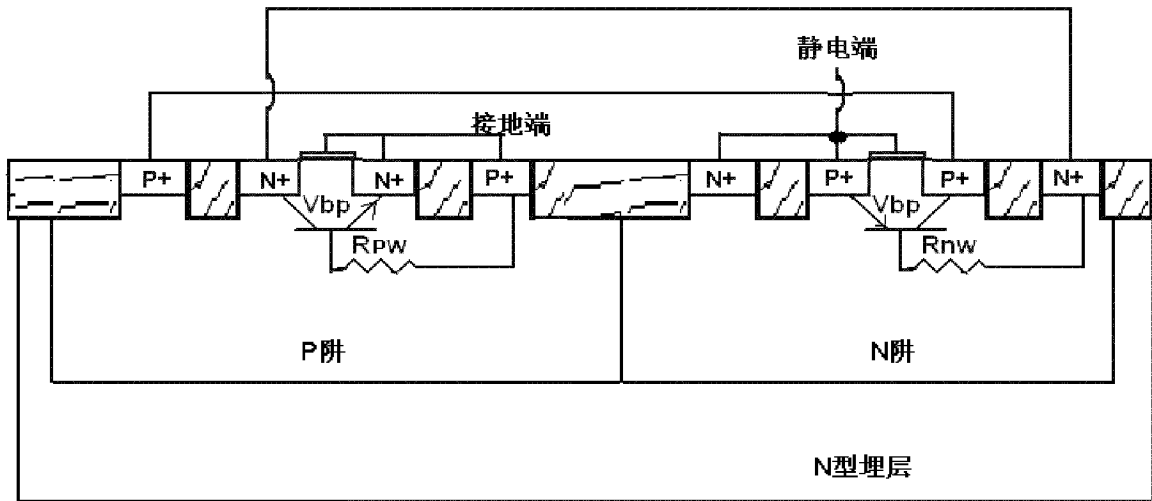 静电端
接地端
P+ N+ N+ P+ N+ P+ P+ N+
Vbp Vbp
Rpw Rnw
P阱 N阱
N型埋层